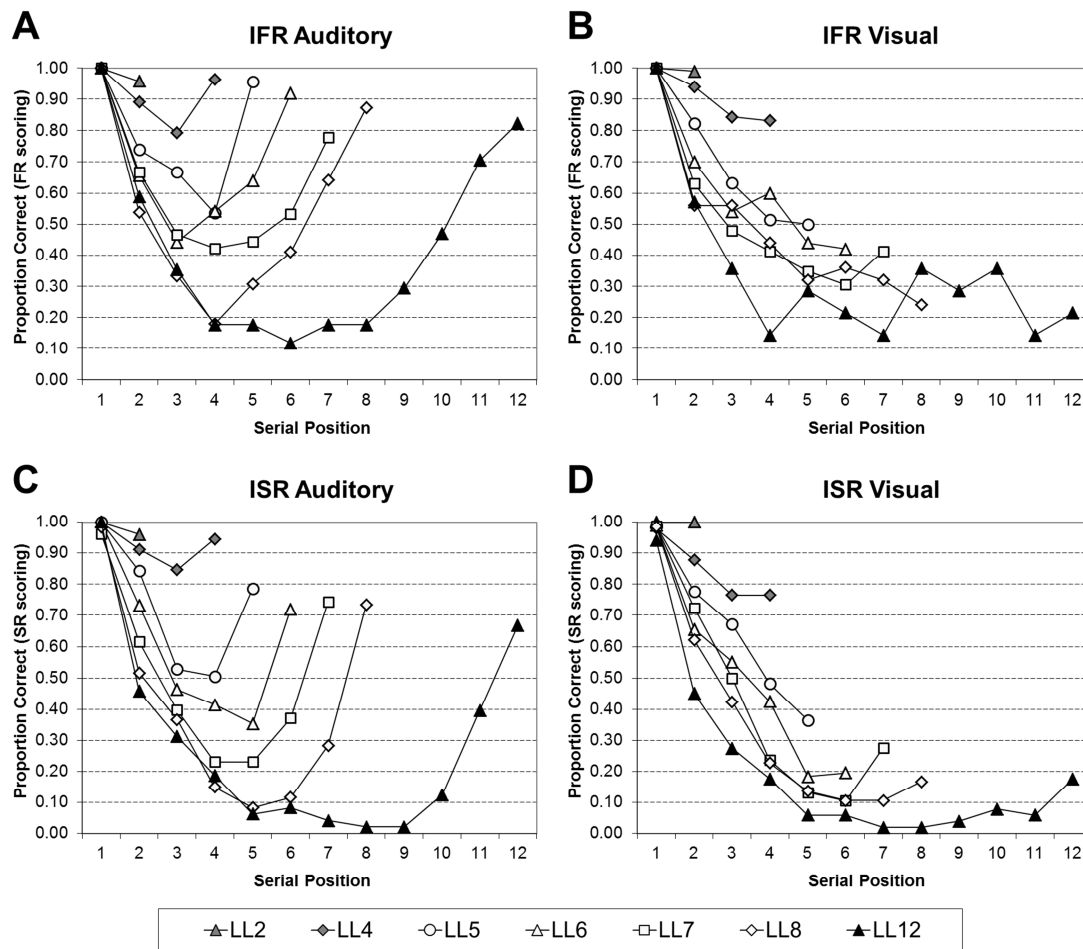 A
IFR Auditory
Proportion Correct (FR scoring)
1.00
0.90
0.80
0.70
0.60
0.50
0.40
0.30
0.20
0.10
0.00
1 2 3 4 5 6 7 8 9 10 11 12
Serial Position
B
IFR Visual
Proportion Correct (FR scoring)
1.00
0.90
0.80
0.70
0.60
0.50
0.40
0.30
0.20
0.10
0.00
1 2 3 4 5 6 7 8 9 10 11 12
Serial Position
C
ISR Auditory
Proportion Correct (SR scoring)
1.00
0.90
0.80
0.70
0.60
0.50
0.40
0.30
0.20
0.10
0.00
1 2 3 4 5 6 7 8 9 10 11 12
Serial Position
D
ISR Visual
Proportion Correct (SR scoring)
1.00
0.90
0.80
0.70
0.60
0.50
0.40
0.30
0.20
0.10
0.00
1 2 3 4 5 6 7 8 9 10 11 12
Serial Position
LL2 LL4 LL5 LL6 LL7 LL8 LL12